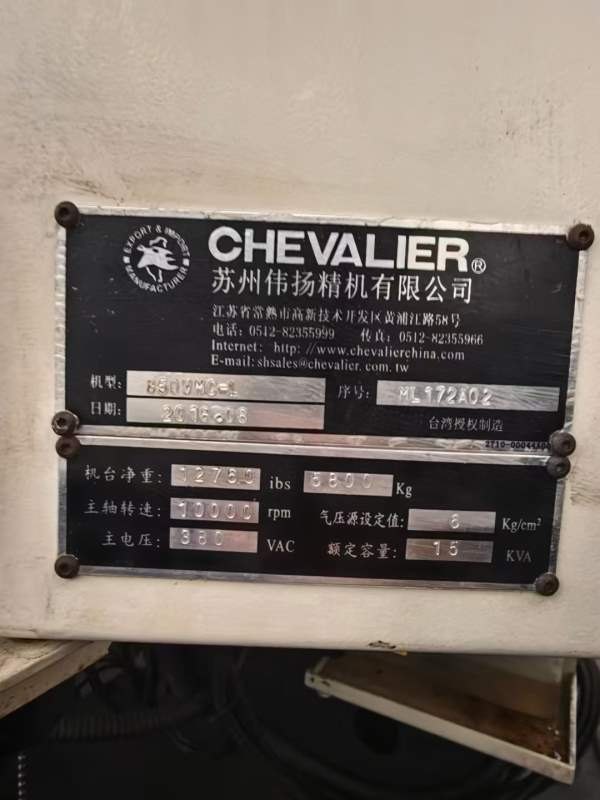 EXPORT & IMPORT
MANUFACTURER
CHEVALIER®
苏州伟扬精机有限公司
江苏省常熟市高新技术开发区黄浦江路58号
电话: 0512-82355999 传真: 0512-82355966
Internet: http://www.chevalierchina.com
E-mail:shsales@chevalier.com.tw
机型: 850VMC-L 序号: ML172A02
日期: 2018.08 台湾授权制造
机台净重: 12760 ibs 5800 Kg
主轴转速: 10000 rpm 气压源设定值: 6 Kg/cm²
主电压: 380 VAC 额定容量: 15 KVA